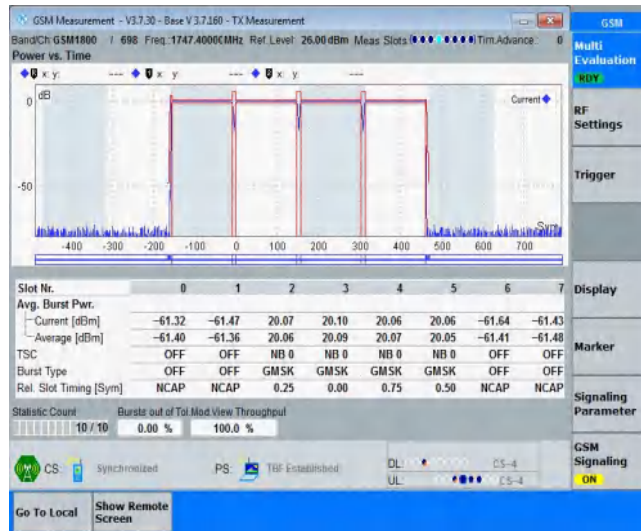 GSM Measurement - V3.7.30 - Base V 3.7.160 - TX Measurement
GSM
Band/Ch: GSM1800 / 698 Freq.:1747.40000MHz Ref. Level: 26.00 dBm Meas Slots Tim.Advance: 0
Power vs. Time
Multi Evaluation
RDY
x: y: --- x: y: --- x: y: ---
dB
Current
0
-50
Sym
-400 -300 -200 -100 0 100 200 300 400 500 600 700
RF Settings
Trigger
Slot Nr. 0 1 2 3 4 5 6 7
Avg. Burst Pwr.
Current [dBm] -61.32 -61.47 20.07 20.10 20.06 20.06 -61.64 -61.43
Average [dBm] -61.40 -61.36 20.06 20.09 20.07 20.05 -61.41 -61.48
TSC OFF OFF NB 0 NB 0 NB 0 NB 0 OFF OFF
Burst Type OFF OFF GMSK GMSK GMSK GMSK OFF OFF
Rel. Slot Timing [Sym] NCAP NCAP 0.25 0.00 0.75 0.50 NCAP NCAP
Display
Marker
Signaling Parameter
Statistic Count Bursts out of Tol. Mod.View Throughput
10 / 10 0.00 % 100.0 %
CS: Synchronized PS: TBF Established DL: CS-4
UL: CS-4
GSM Signaling
ON
Go To Local
Show Remote Screen